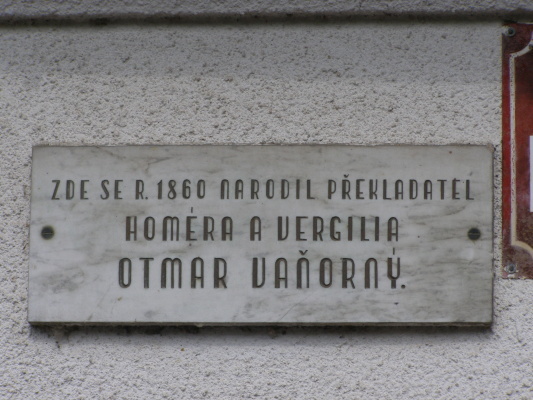 ZDE SE R. 1860 NARODIL PŘEKLADATEL
HOMÉRA A VERGILIA
OTMAR VAŇORNÝ.